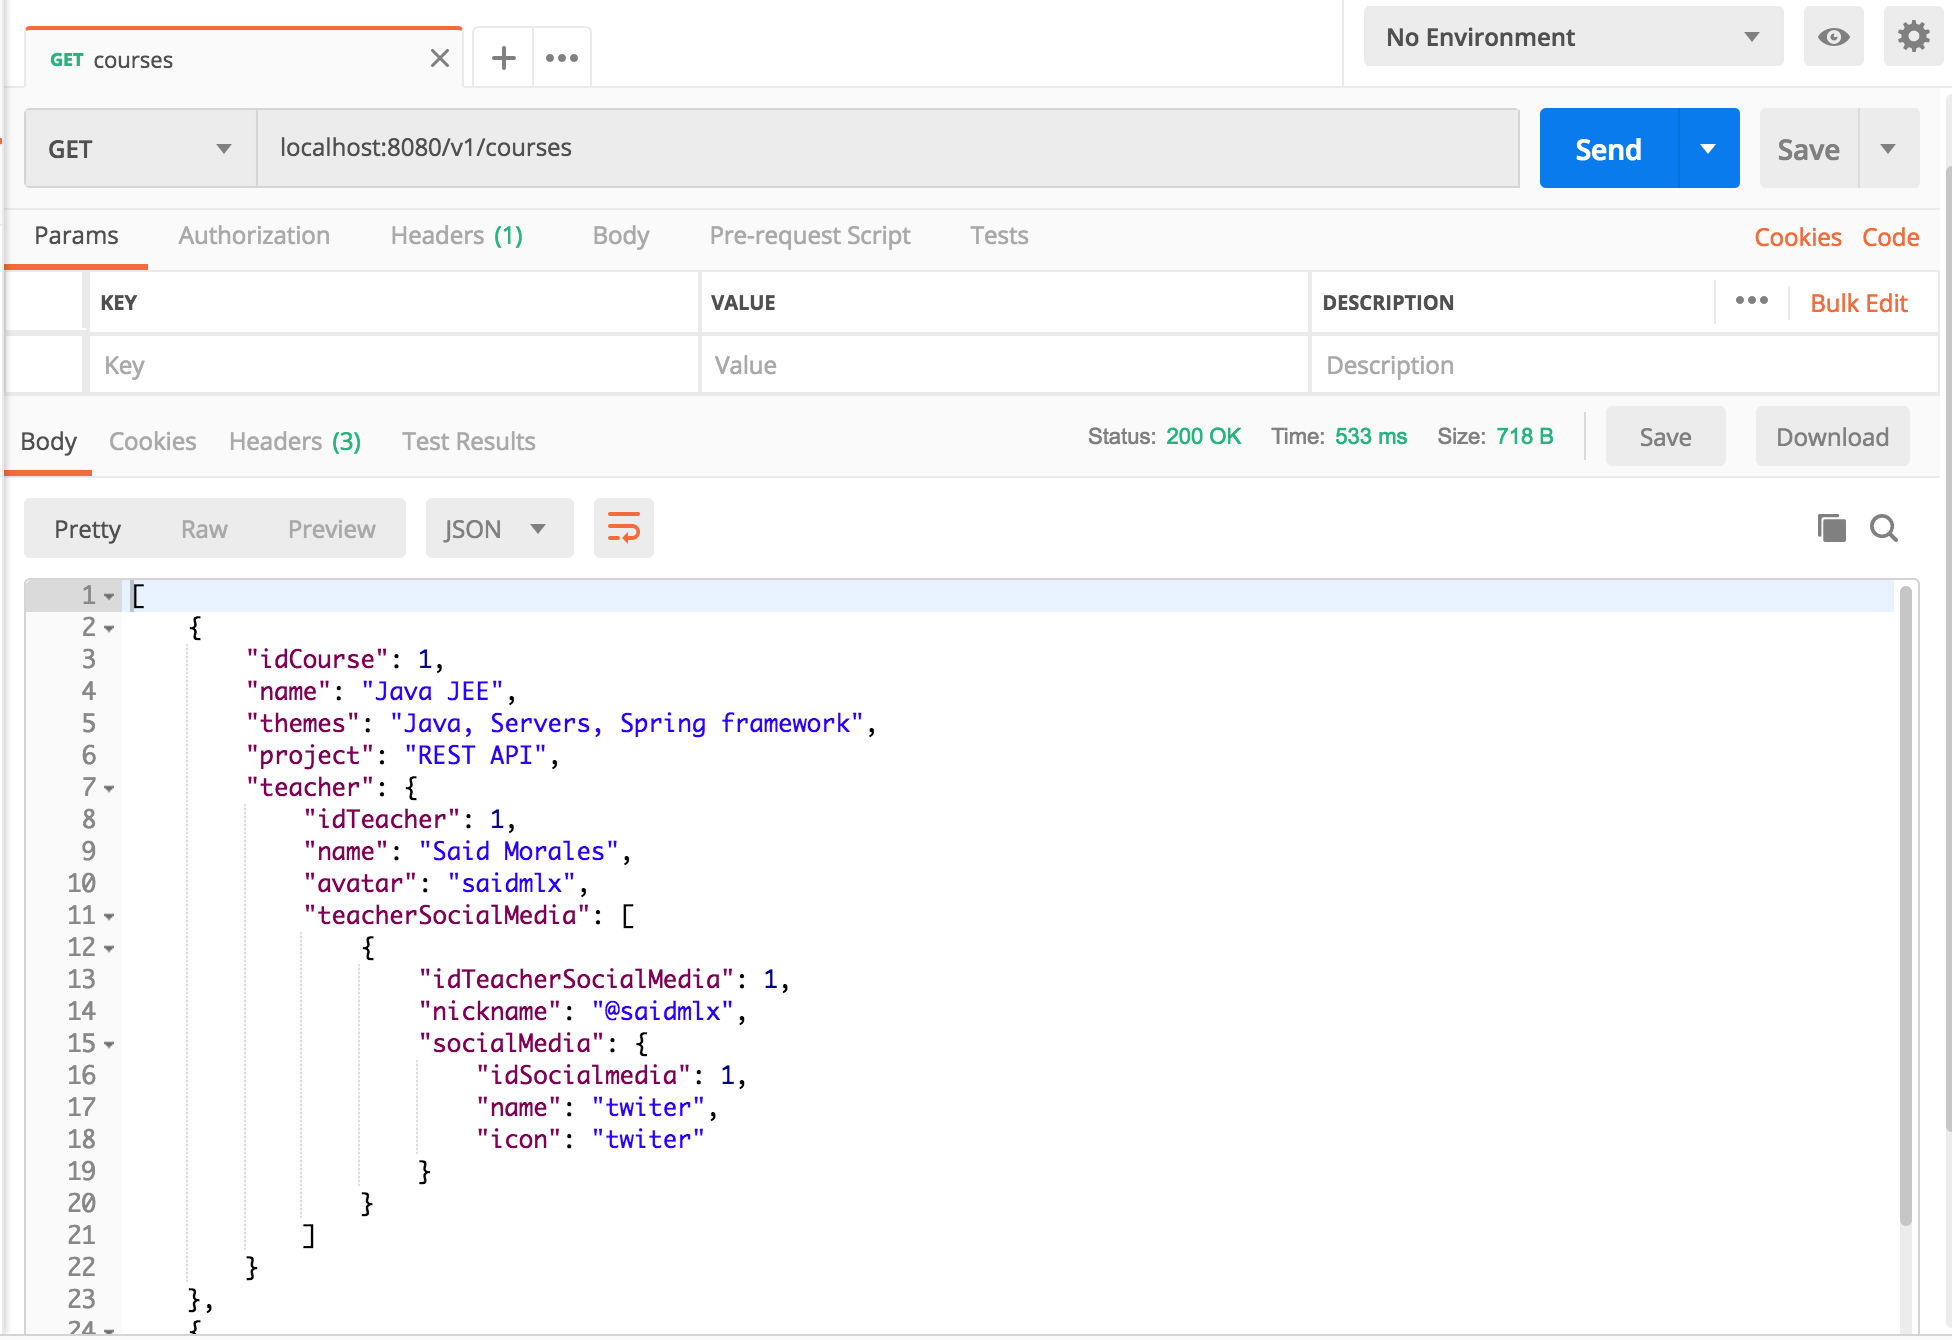 GET courses
No Environment
GET localhost:8080/v1/courses Send Save
Params Authorization Headers (1) Body Pre-request Script Tests Cookies Code
KEY VALUE DESCRIPTION Bulk Edit
Key Value Description
Body Cookies Headers (3) Test Results Status: 200 OK Time: 533 ms Size: 718 B Save Download
Pretty Raw Preview JSON
1 [
2 {
3 "idCourse": 1,
4 "name": "Java JEE",
5 "themes": "Java, Servers, Spring framework",
6 "project": "REST API",
7 "teacher": {
8 "idTeacher": 1,
9 "name": "Said Morales",
10 "avatar": "saidmlx",
11 "teacherSocialMedia": [
12 {
13 "idTeacherSocialMedia": 1,
14 "nickname": "@saidmlx",
15 "socialMedia": {
16 "idSocialmedia": 1,
17 "name": "twiter",
18 "icon": "twiter"
19 }
20 }
21 ]
22 }
23 },
24 {